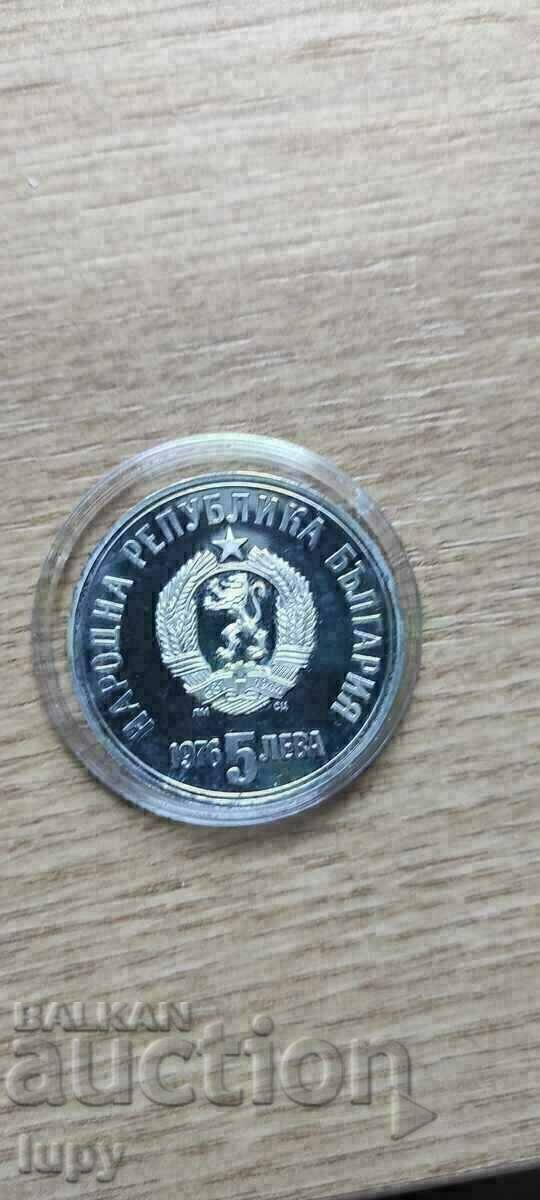 НАРОДНА РЕПУБЛИКА БЪЛГАРИЯ
1976 5 ЛЕВА
BALKAN
auction
lupy